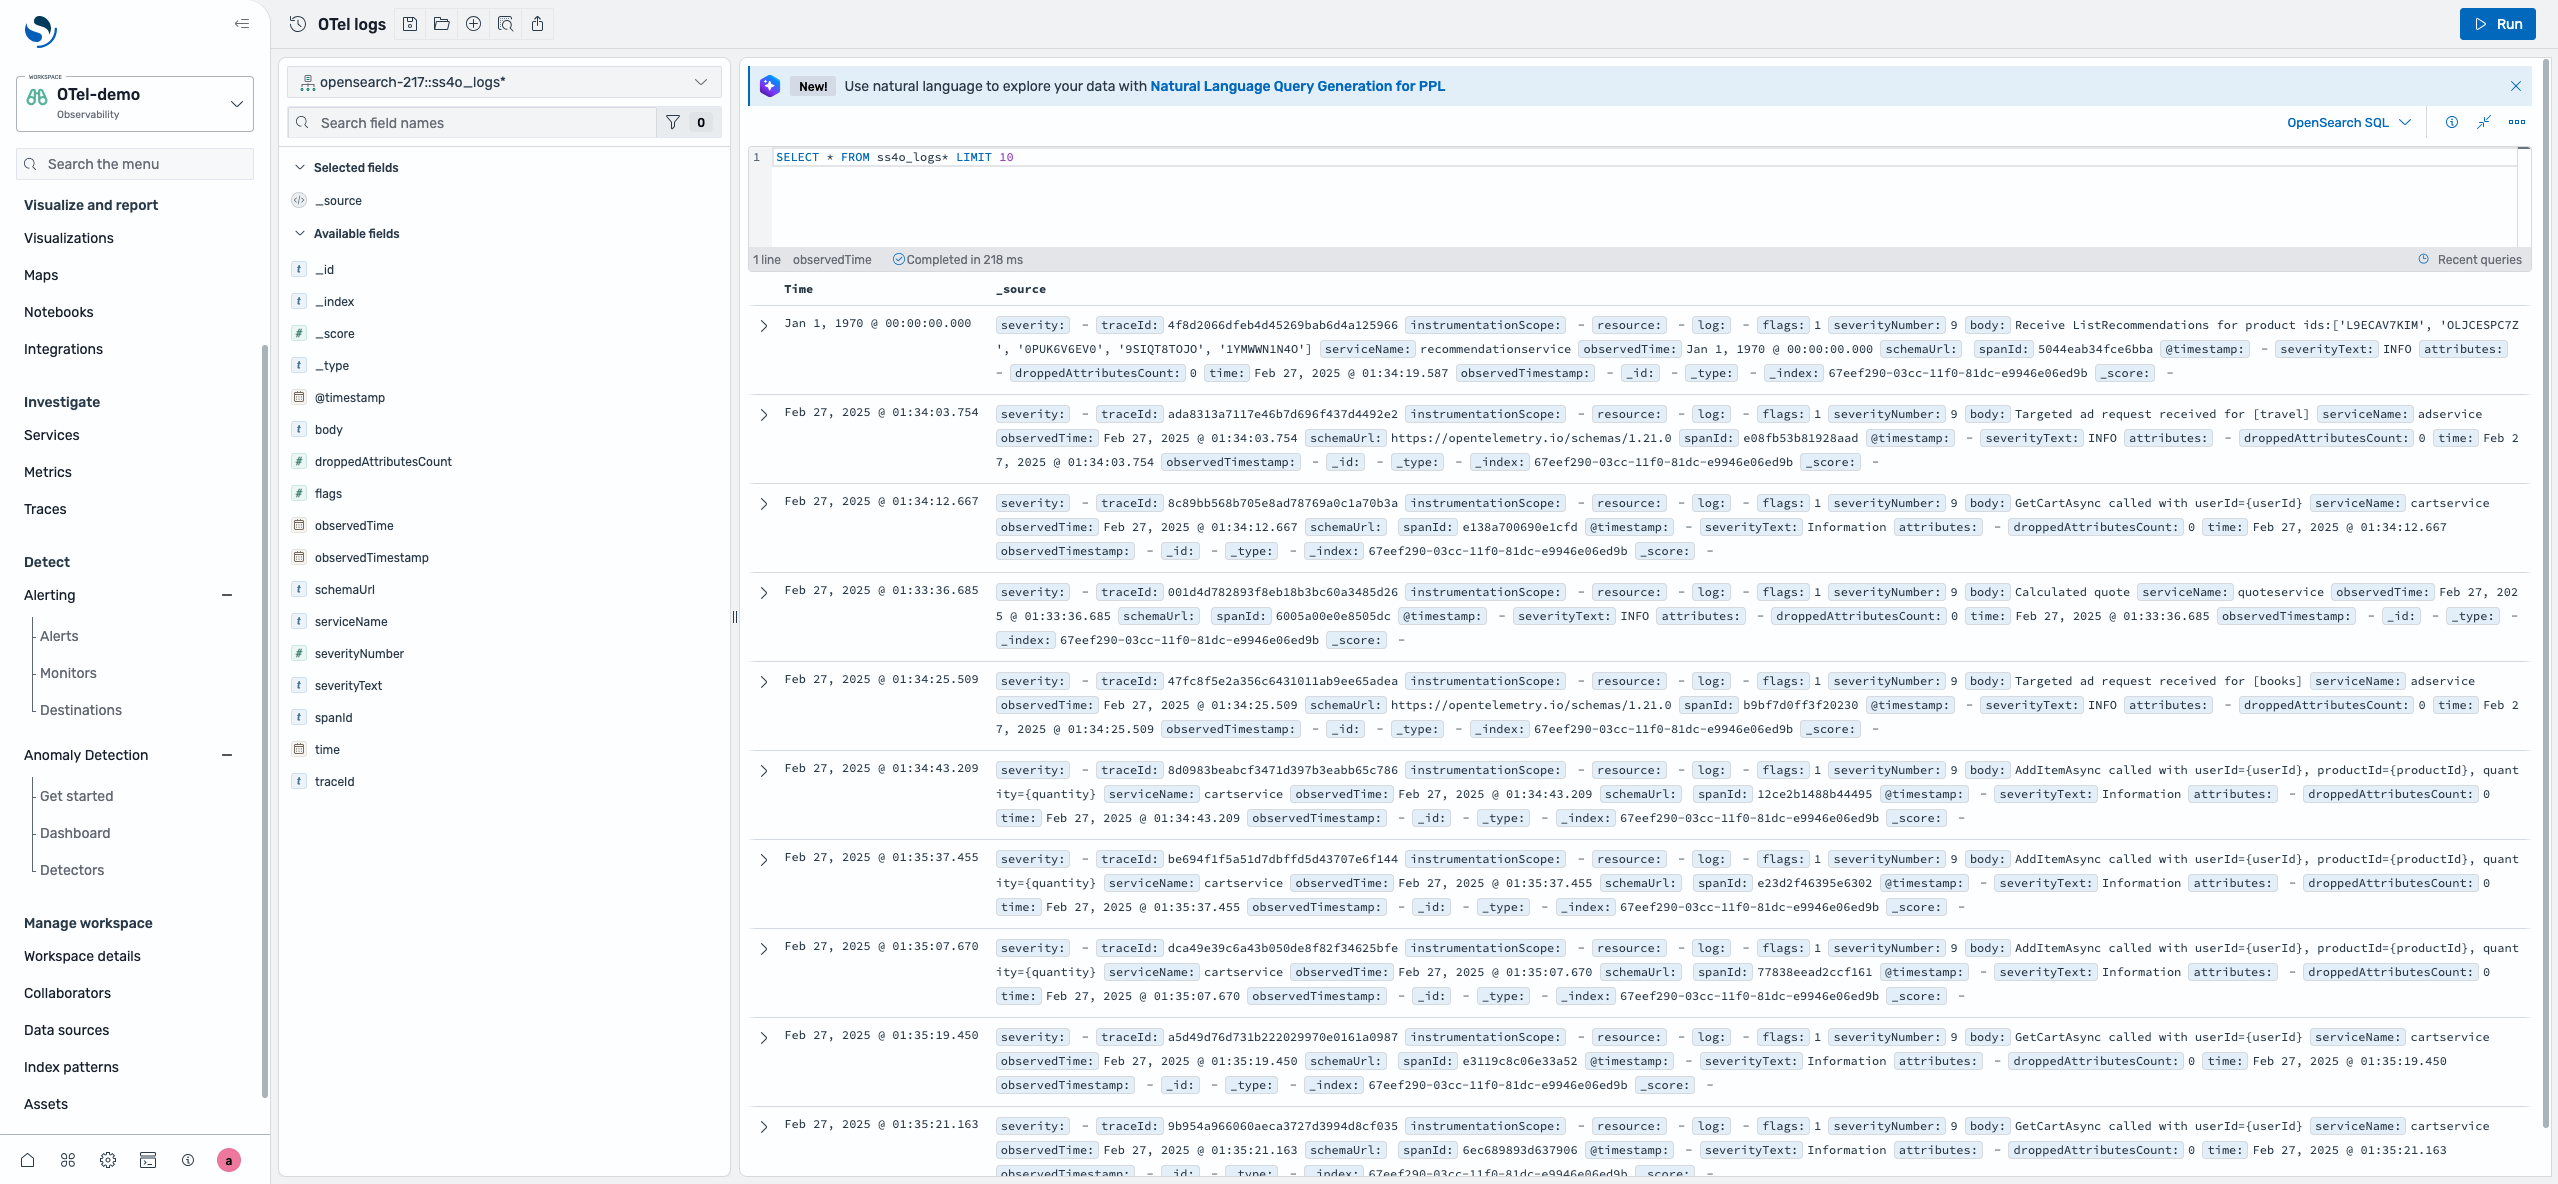 OTel logs
Run
WORKSPACE
OTel-demo
Observability
Search the menu
Visualize and report
Visualizations
Maps
Notebooks
Integrations
Investigate
Services
Metrics
Traces
Detect
Alerting
Alerts
Monitors
Destinations
Anomaly Detection
Get started
Dashboard
Detectors
Manage workspace
Workspace details
Collaborators
Data sources
Index patterns
Assets
a
opensearch-217::ss4o_logs*
Search field names
0
Selected fields
_source
Available fields
t _id
t _index
# _score
t _type
@timestamp
t body
# droppedAttributesCount
# flags
observedTime
observedTimestamp
t schemaUrl
t serviceName
# severityNumber
t severityText
t spanId
time
t traceId
New! Use natural language to explore your data with Natural Language Query Generation for PPL
OpenSearch SQL
1 SELECT * FROM ss4o_logs* LIMIT 10
1 line observedTime Completed in 218 ms Recent queries
Time _source
Jan 1, 1970 @ 00:00:00.000 severity: - traceId: 4f8d2066dfeb4d45269bab6d4a125966 instrumentationScope: - resource: - log: - flags: 1 severityNumber: 9 body: Receive ListRecommendations for product ids:['L9ECAV7KIM', 'OLJCESPC7Z
', '0PUK6V6EV0', '9SIQT8TOJO', '1YMWWN1N4O'] serviceName: recommendationservice observedTime: Jan 1, 1970 @ 00:00:00.000 schemaUrl: spanId: 5044eab34fce6bba @timestamp: - severityText: INFO attributes:
- droppedAttributesCount: 0 time: Feb 27, 2025 @ 01:34:19.587 observedTimestamp: - _id: - _type: - _index: 67eef290-03cc-11f0-81dc-e9946e06ed9b _score: -
Feb 27, 2025 @ 01:34:03.754 severity: - traceId: ada8313a7117e46b7d696f437d4492e2 instrumentationScope: - resource: - log: - flags: 1 severityNumber: 9 body: Targeted ad request received for [travel] serviceName: adservice
observedTime: Feb 27, 2025 @ 01:34:03.754 schemaUrl: https://opentelemetry.io/schemas/1.21.0 spanId: e08fb53b81928aad @timestamp: - severityText: INFO attributes: - droppedAttributesCount: 0 time: Feb 2
7, 2025 @ 01:34:03.754 observedTimestamp: - _id: - _type: - _index: 67eef290-03cc-11f0-81dc-e9946e06ed9b _score: -
Feb 27, 2025 @ 01:34:12.667 severity: - traceId: 8c89bb568b705e8ad78769a0c1a70b3a instrumentationScope: - resource: - log: - flags: 1 severityNumber: 9 body: GetCartAsync called with userId={userId} serviceName: cartservice
observedTime: Feb 27, 2025 @ 01:34:12.667 schemaUrl: spanId: e138a700690e1cfd @timestamp: - severityText: Information attributes: - droppedAttributesCount: 0 time: Feb 27, 2025 @ 01:34:12.667
observedTimestamp: - _id: - _type: - _index: 67eef290-03cc-11f0-81dc-e9946e06ed9b _score: -
Feb 27, 2025 @ 01:33:36.685 severity: - traceId: 001d4d782893f8eb18b3bc60a3485d26 instrumentationScope: - resource: - log: - flags: 1 severityNumber: 9 body: Calculated quote serviceName: quoteservice observedTime: Feb 27, 202
5 @ 01:33:36.685 schemaUrl: spanId: 6005a00e0e8505dc @timestamp: - severityText: INFO attributes: - droppedAttributesCount: 0 time: Feb 27, 2025 @ 01:33:36.685 observedTimestamp: - _id: - _type: -
_index: 67eef290-03cc-11f0-81dc-e9946e06ed9b _score: -
Feb 27, 2025 @ 01:34:25.509 severity: - traceId: 47fc8f5e2a356c6431011ab9ee65adea instrumentationScope: - resource: - log: - flags: 1 severityNumber: 9 body: Targeted ad request received for [books] serviceName: adservice
observedTime: Feb 27, 2025 @ 01:34:25.509 schemaUrl: https://opentelemetry.io/schemas/1.21.0 spanId: b9bf7d0ff3f20230 @timestamp: - severityText: INFO attributes: - droppedAttributesCount: 0 time: Feb 2
7, 2025 @ 01:34:25.509 observedTimestamp: - _id: - _type: - _index: 67eef290-03cc-11f0-81dc-e9946e06ed9b _score: -
Feb 27, 2025 @ 01:34:43.209 severity: - traceId: 8d0983beabcf3471d397b3eabb65c786 instrumentationScope: - resource: - log: - flags: 1 severityNumber: 9 body: AddItemAsync called with userId={userId}, productId={productId}, quant
ity={quantity} serviceName: cartservice observedTime: Feb 27, 2025 @ 01:34:43.209 schemaUrl: spanId: 12ce2b1488b44495 @timestamp: - severityText: Information attributes: - droppedAttributesCount: 0
time: Feb 27, 2025 @ 01:34:43.209 observedTimestamp: - _id: - _type: - _index: 67eef290-03cc-11f0-81dc-e9946e06ed9b _score: -
Feb 27, 2025 @ 01:35:37.455 severity: - traceId: be694f1f5a51d7dbffd5d43707e6f144 instrumentationScope: - resource: - log: - flags: 1 severityNumber: 9 body: AddItemAsync called with userId={userId}, productId={productId}, quant
ity={quantity} serviceName: cartservice observedTime: Feb 27, 2025 @ 01:35:37.455 schemaUrl: spanId: e23d2f46395e6302 @timestamp: - severityText: Information attributes: - droppedAttributesCount: 0
time: Feb 27, 2025 @ 01:35:37.455 observedTimestamp: - _id: - _type: - _index: 67eef290-03cc-11f0-81dc-e9946e06ed9b _score: -
Feb 27, 2025 @ 01:35:07.670 severity: - traceId: dca49e39c6a43b050de8f82f34625bfe instrumentationScope: - resource: - log: - flags: 1 severityNumber: 9 body: AddItemAsync called with userId={userId}, productId={productId}, quant
ity={quantity} serviceName: cartservice observedTime: Feb 27, 2025 @ 01:35:07.670 schemaUrl: spanId: 77838eead2ccf161 @timestamp: - severityText: Information attributes: - droppedAttributesCount: 0
time: Feb 27, 2025 @ 01:35:07.670 observedTimestamp: - _id: - _type: - _index: 67eef290-03cc-11f0-81dc-e9946e06ed9b _score: -
Feb 27, 2025 @ 01:35:19.450 severity: - traceId: a5d49d76d731b222029970e0161a0987 instrumentationScope: - resource: - log: - flags: 1 severityNumber: 9 body: GetCartAsync called with userId={userId} serviceName: cartservice
observedTime: Feb 27, 2025 @ 01:35:19.450 schemaUrl: spanId: e3119c8c06e33a52 @timestamp: - severityText: Information attributes: - droppedAttributesCount: 0 time: Feb 27, 2025 @ 01:35:19.450
observedTimestamp: - _id: - _type: - _index: 67eef290-03cc-11f0-81dc-e9946e06ed9b _score: -
Feb 27, 2025 @ 01:35:21.163 severity: - traceId: 9b954a966060aeca3727d3994d8cf035 instrumentationScope: - resource: - log: - flags: 1 severityNumber: 9 body: GetCartAsync called with userId={userId} serviceName: cartservice
observedTime: Feb 27, 2025 @ 01:35:21.163 schemaUrl: spanId: 6ec689893d637906 @timestamp: - severityText: Information attributes: - droppedAttributesCount: 0 time: Feb 27, 2025 @ 01:35:21.163
observedTimestamp: - _id: - _type: - _index: 67eef290-03cc-11f0-81dc-e9946e06ed9b _score: -